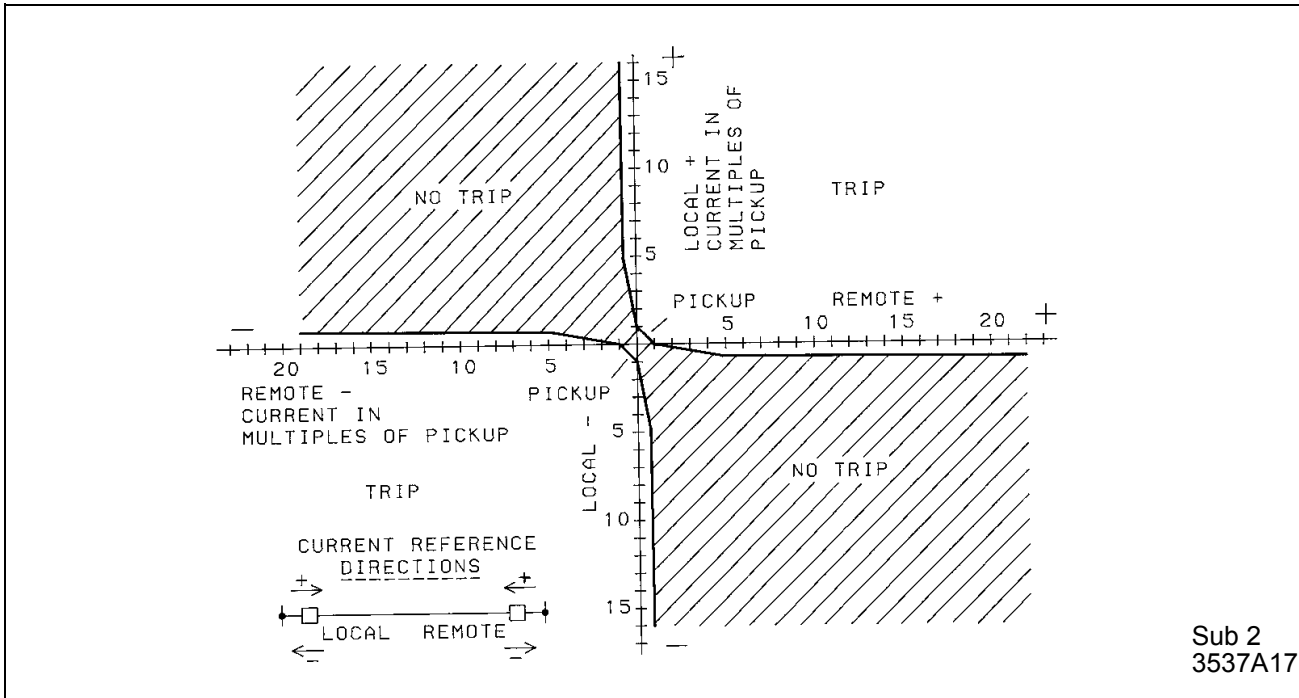 +
15
10
5
LOCAL +
CURRENT IN
MULTIPLES OF
PICKUP
NO TRIP
TRIP
PICKUP
REMOTE +
5
10
15
20
+
−
20
15
10
5
REMOTE -
CURRENT IN
MULTIPLES OF PICKUP
PICKUP
LOCAL -
5
10
15
−
NO TRIP
TRIP
CURRENT REFERENCE
DIRECTIONS
+
+
LOCAL REMOTE
−
−
Sub 2
3537A17